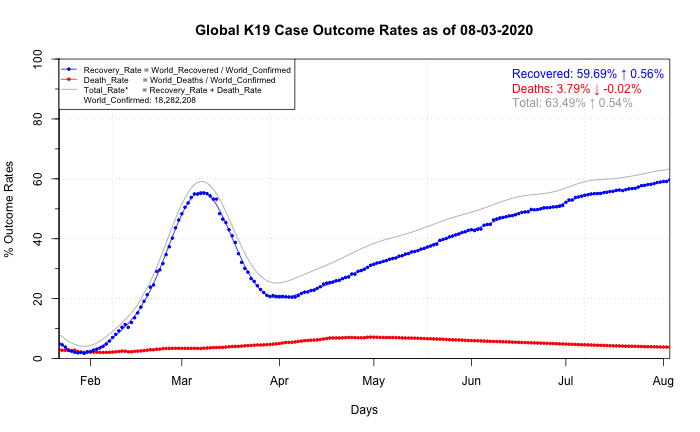 Global K19 Case Outcome Rates as of 08-03-2020
Recovery_Rate = World_Recovered / World_Confirmed
Death_Rate = World_Deaths / World_Confirmed
Total_Rate* = Recovery_Rate + Death_Rate
World_Confirmed: 18,282,208
Recovered: 59.69% ↑ 0.56%
Deaths: 3.79% ↓ -0.02%
Total: 63.49% ↑ 0.54%
% Outcome Rates
100
80
60
40
20
0
Feb Mar Apr May Jun Jul Aug
Days